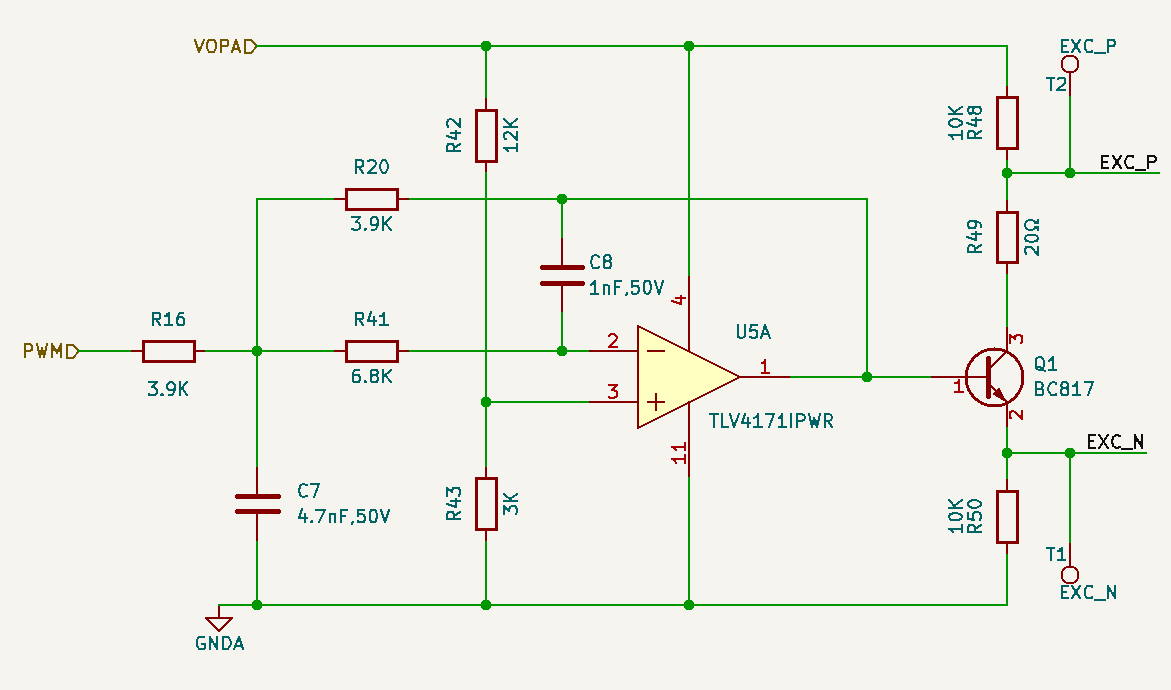 VOPA
EXC_P
T2
R42
12K
10K
R48
EXC_P
R20
3.9K
R49
20Ω
C8
1nF,50V
4
R16
R41
2
U5A
3
PWM
1
Q1
3.9K
6.8K
3
1
BC817
TLV4171IPWR
2
11
EXC_N
C7
4.7nF,50V
R43
3K
10K
R50
T1
EXC_N
GNDA